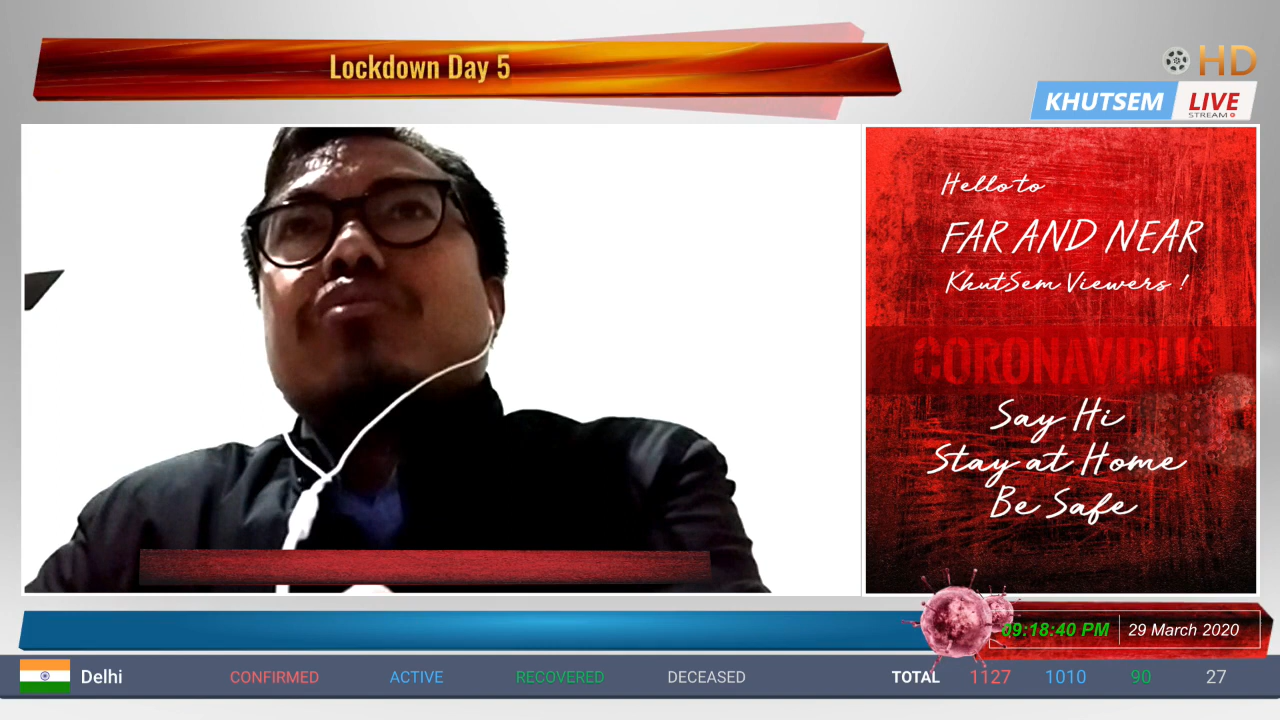 Lockdown Day 5
HD
KHUTSEM LIVE
STREAM
Hello to
FAR AND NEAR
KhutSem Viewers !
CORONAVIRUS
Say Hi
Stay at Home
Be Safe
09:18:40 PM 29 March 2020
Delhi CONFIRMED ACTIVE RECOVERED DECEASED TOTAL 1127 1010 90 27